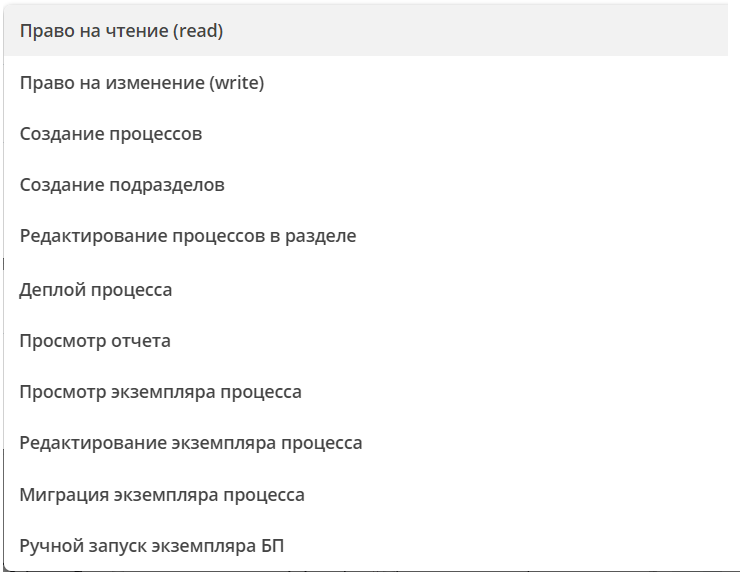 Право на чтение (read)
Право на изменение (write)
Создание процессов
Создание подразделов
Редактирование процессов в разделе
Деплой процесса
Просмотр отчета
Просмотр экземпляра процесса
Редактирование экземпляра процесса
Миграция экземпляра процесса
Ручной запуск экземпляра БП